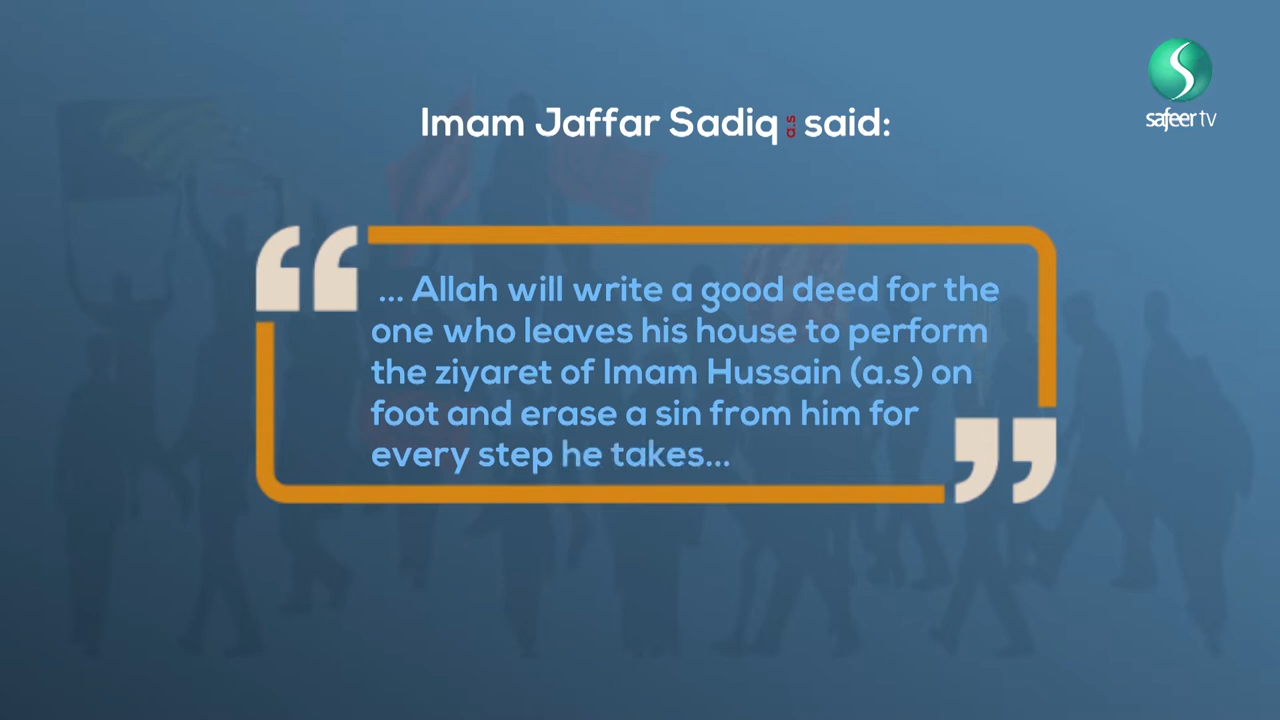 Imam Jaffar Sadiq a.s said:
safeer tv
... Allah will write a good deed for the
one who leaves his house to perform
the ziyaret of Imam Hussain (a.s) on
foot and erase a sin from him for
every step he takes...